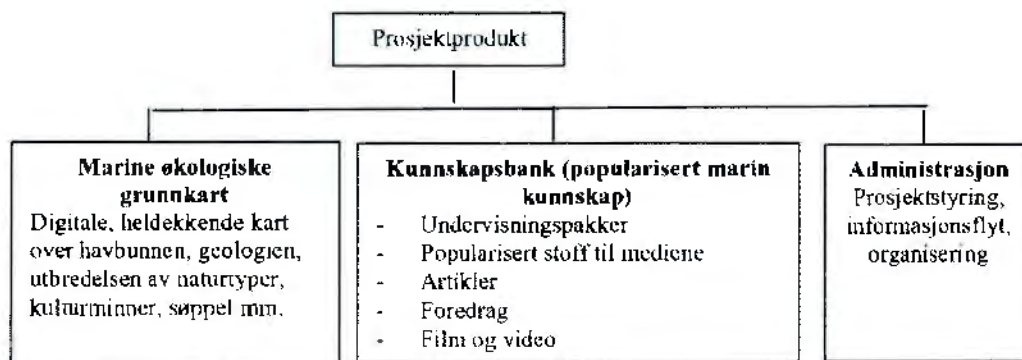 Prosjektprodukt
Marine økologiske
grunnkart
Digitale, heldekkende kart
over havbunnen, geologien,
utbredelsen av naturtyper,
kulturminner, søppel mm.
Kunnskapsbank (popularisert marin
kunnskap)
- Undervisningspakker
- Popularisert stoff til mediene
- Artikler
- Foredrag
- Film og video
Administrasjon
Prosjektstyring,
informasjonsflyt,
organisering